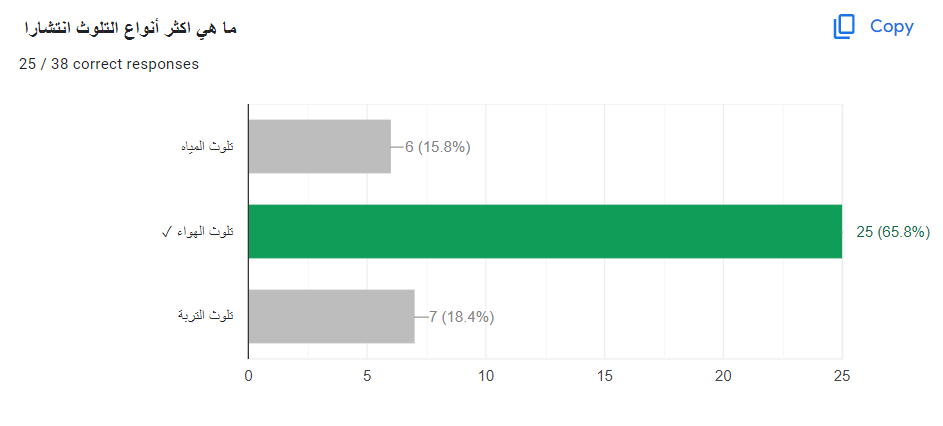 ما هي اكثر أنواع التلوث انتشارا
Copy
25 / 38 correct responses
تلوث المياه
6 (15.8%)
✓ تلوث الهواء
25 (65.8%)
تلوث التربة
7 (18.4%)
0 5 10 15 20 25